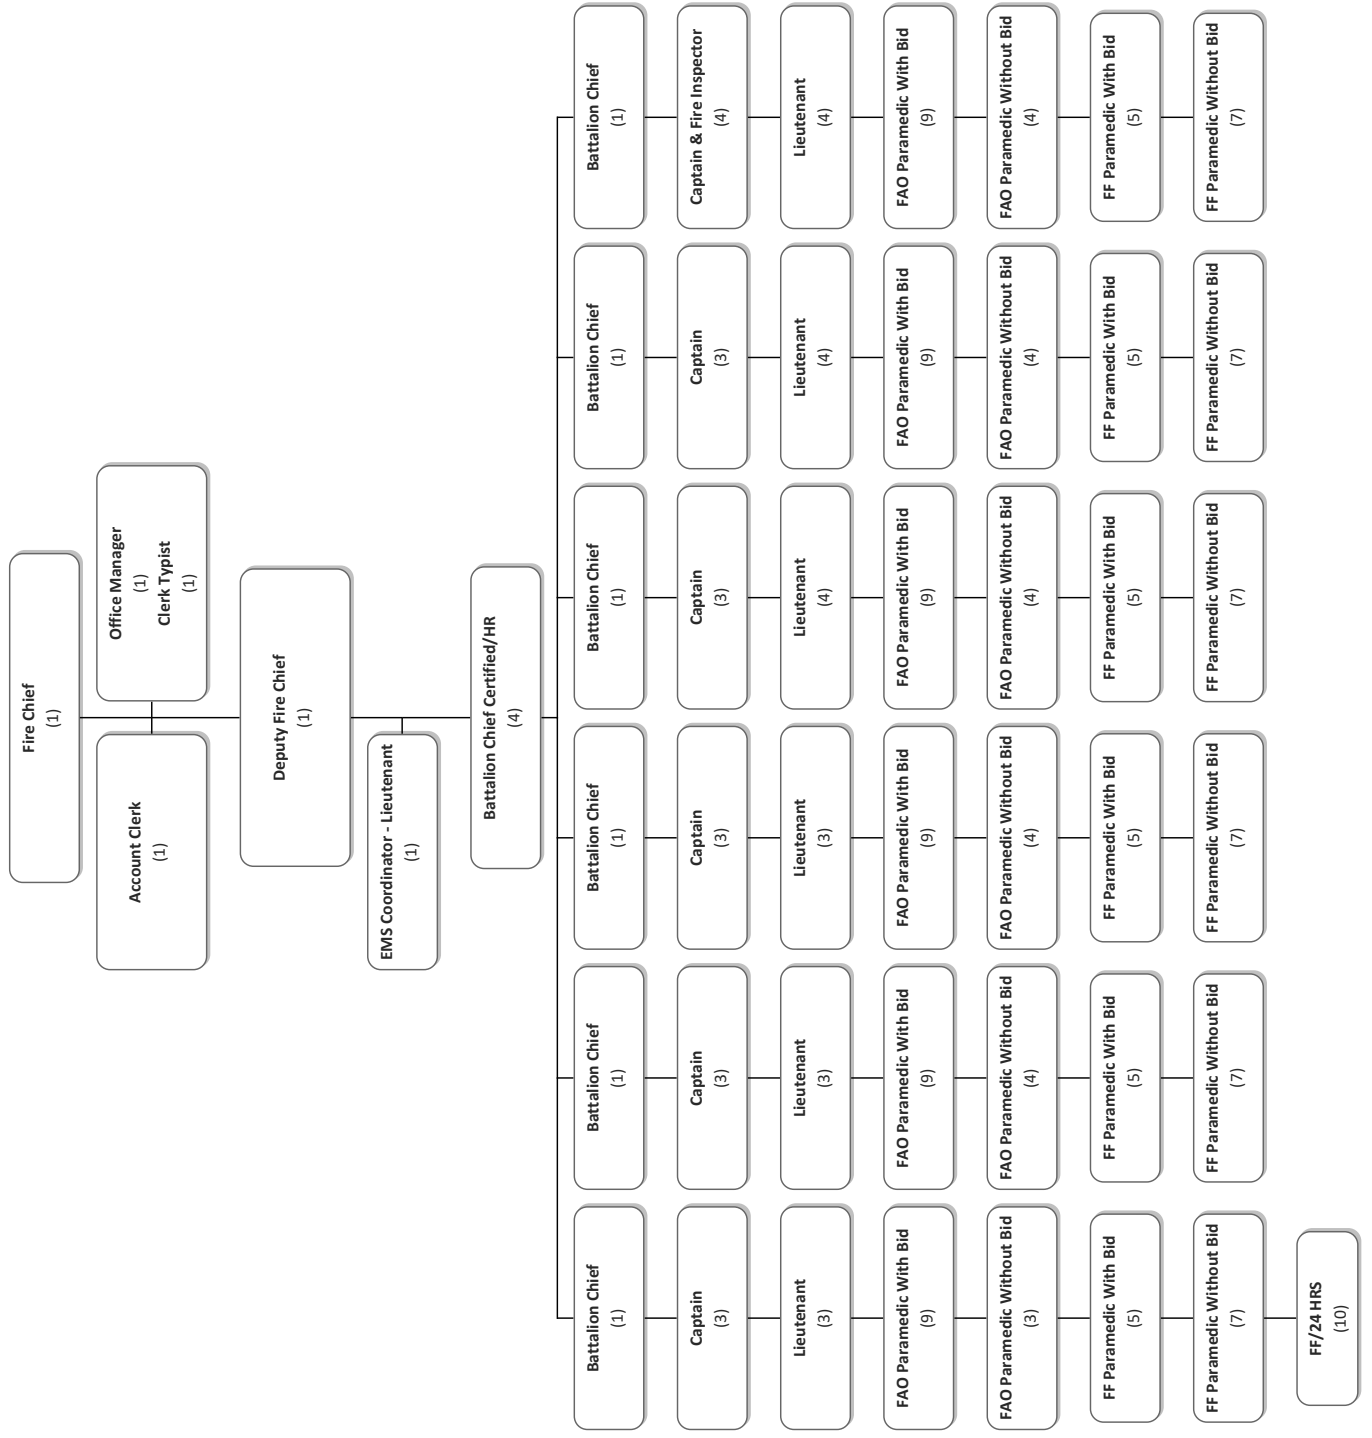 Fire Chief
(1)
Account Clerk
(1)
Office Manager
(1)
Clerk Typist
(1)
Deputy Fire Chief
(1)
EMS Coordinator - Lieutenant
(1)
Battalion Chief Certified/HR
(4)
Battalion Chief
(1)
Captain
(3)
Lieutenant
(3)
FAO Paramedic With Bid
(9)
FAO Paramedic Without Bid
(3)
FF Paramedic With Bid
(5)
FF Paramedic Without Bid
(7)
FF/24 HRS
(10)
Battalion Chief
(1)
Captain
(3)
Lieutenant
(3)
FAO Paramedic With Bid
(9)
FAO Paramedic Without Bid
(4)
FF Paramedic With Bid
(5)
FF Paramedic Without Bid
(7)
Battalion Chief
(1)
Captain
(3)
Lieutenant
(3)
FAO Paramedic With Bid
(9)
FAO Paramedic Without Bid
(4)
FF Paramedic With Bid
(5)
FF Paramedic Without Bid
(7)
Battalion Chief
(1)
Captain
(3)
Lieutenant
(4)
FAO Paramedic With Bid
(9)
FAO Paramedic Without Bid
(4)
FF Paramedic With Bid
(5)
FF Paramedic Without Bid
(7)
Battalion Chief
(1)
Captain
(3)
Lieutenant
(4)
FAO Paramedic With Bid
(9)
FAO Paramedic Without Bid
(4)
FF Paramedic With Bid
(5)
FF Paramedic Without Bid
(7)
Battalion Chief
(1)
Captain & Fire Inspector
(4)
Lieutenant
(4)
FAO Paramedic With Bid
(9)
FAO Paramedic Without Bid
(4)
FF Paramedic With Bid
(5)
FF Paramedic Without Bid
(7)